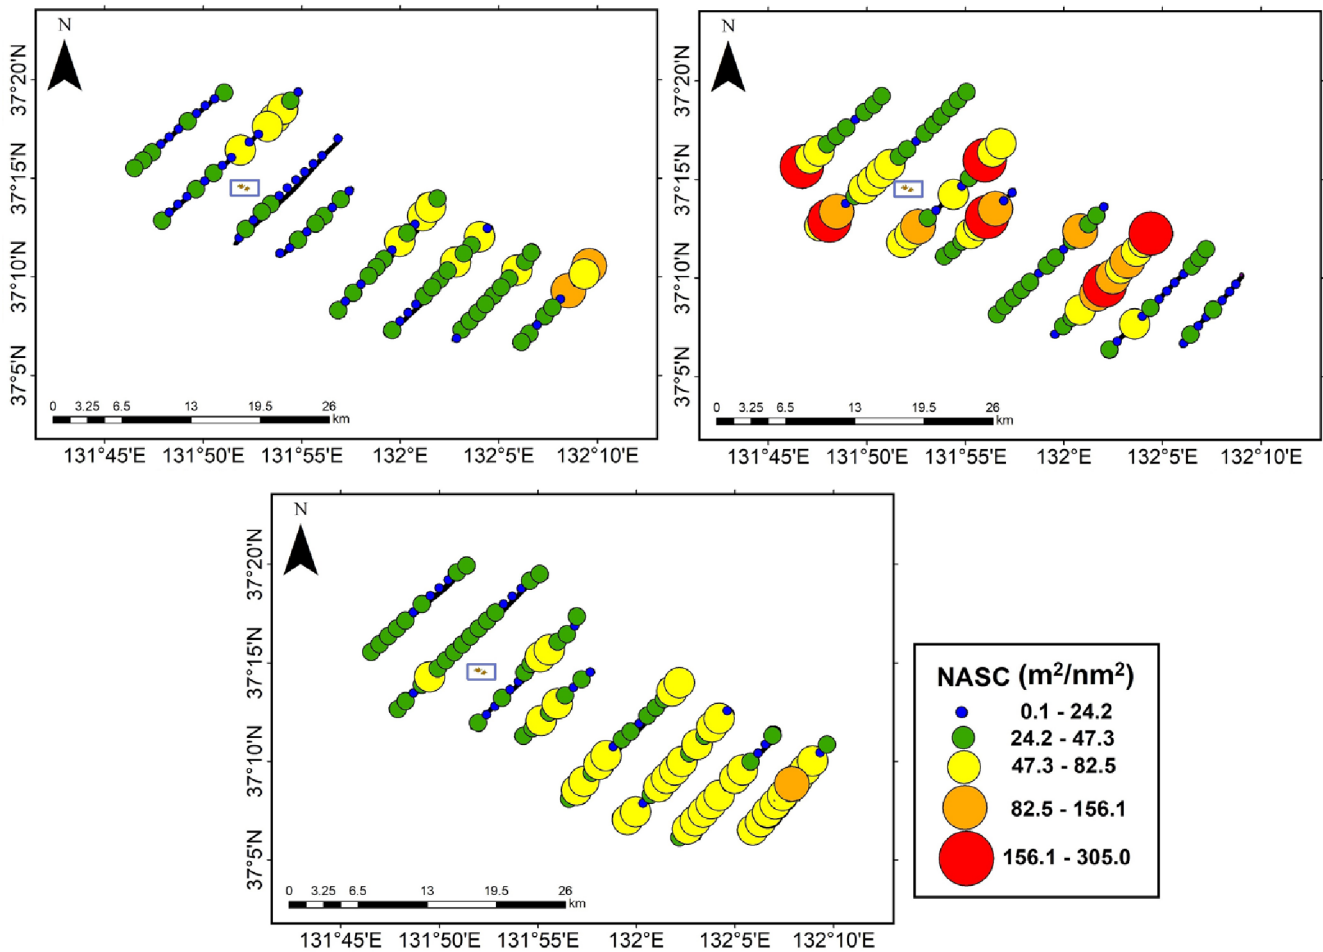 N
37°20'N
37°15'N
37°10'N
37°5'N
0 3.25 6.5 13 19.5 26
km
131°45'E 131°50'E 131°55'E 132°E 132°5'E 132°10'E
N
37°20'N
37°15'N
37°10'N
37°5'N
0 3.25 6.5 13 19.5 26
km
131°45'E 131°50'E 131°55'E 132°E 132°5'E 132°10'E
N
37°20'N
37°15'N
37°10'N
37°5'N
0 3.25 6.5 13 19.5 26
km
131°45'E 131°50'E 131°55'E 132°E 132°5'E 132°10'E
NASC (m²/nm²)
0.1 - 24.2
24.2 - 47.3
47.3 - 82.5
82.5 - 156.1
156.1 - 305.0